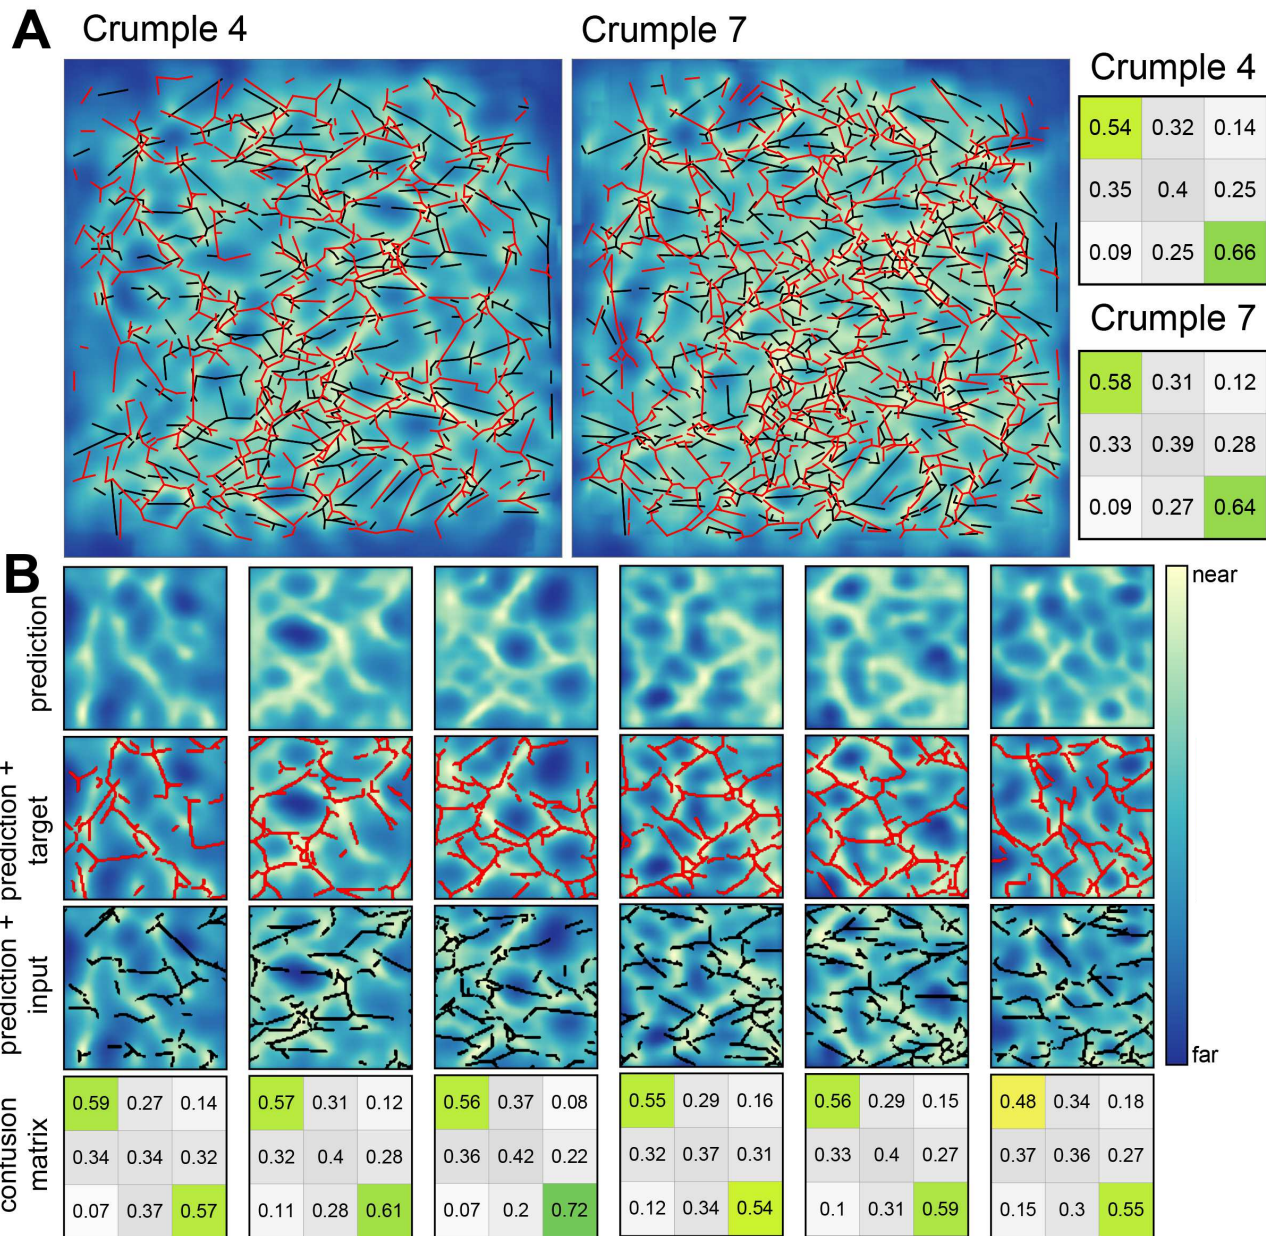 A
Crumple 4
Crumple 7
Crumple 4
0.54 0.32 0.14
0.35 0.4 0.25
0.09 0.25 0.66
Crumple 7
0.58 0.31 0.12
0.33 0.39 0.28
0.09 0.27 0.64
B
prediction
near
prediction +
target
prediction +
input
far
confusion
matrix
0.59 0.27 0.14
0.34 0.34 0.32
0.07 0.37 0.57
0.57 0.31 0.12
0.32 0.4 0.28
0.11 0.28 0.61
0.56 0.37 0.08
0.36 0.42 0.22
0.07 0.2 0.72
0.55 0.29 0.16
0.32 0.37 0.31
0.12 0.34 0.54
0.56 0.29 0.15
0.33 0.4 0.27
0.1 0.31 0.59
0.48 0.34 0.18
0.37 0.36 0.27
0.15 0.3 0.55